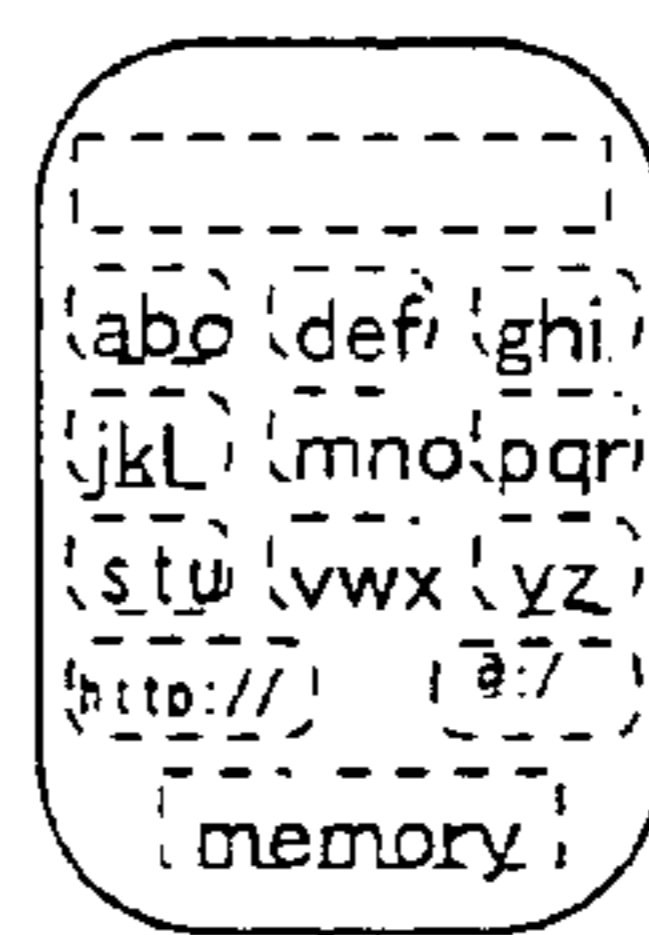 abc def ghi
jkL mno pqr
stu vwx yz
http:// @:/
memory